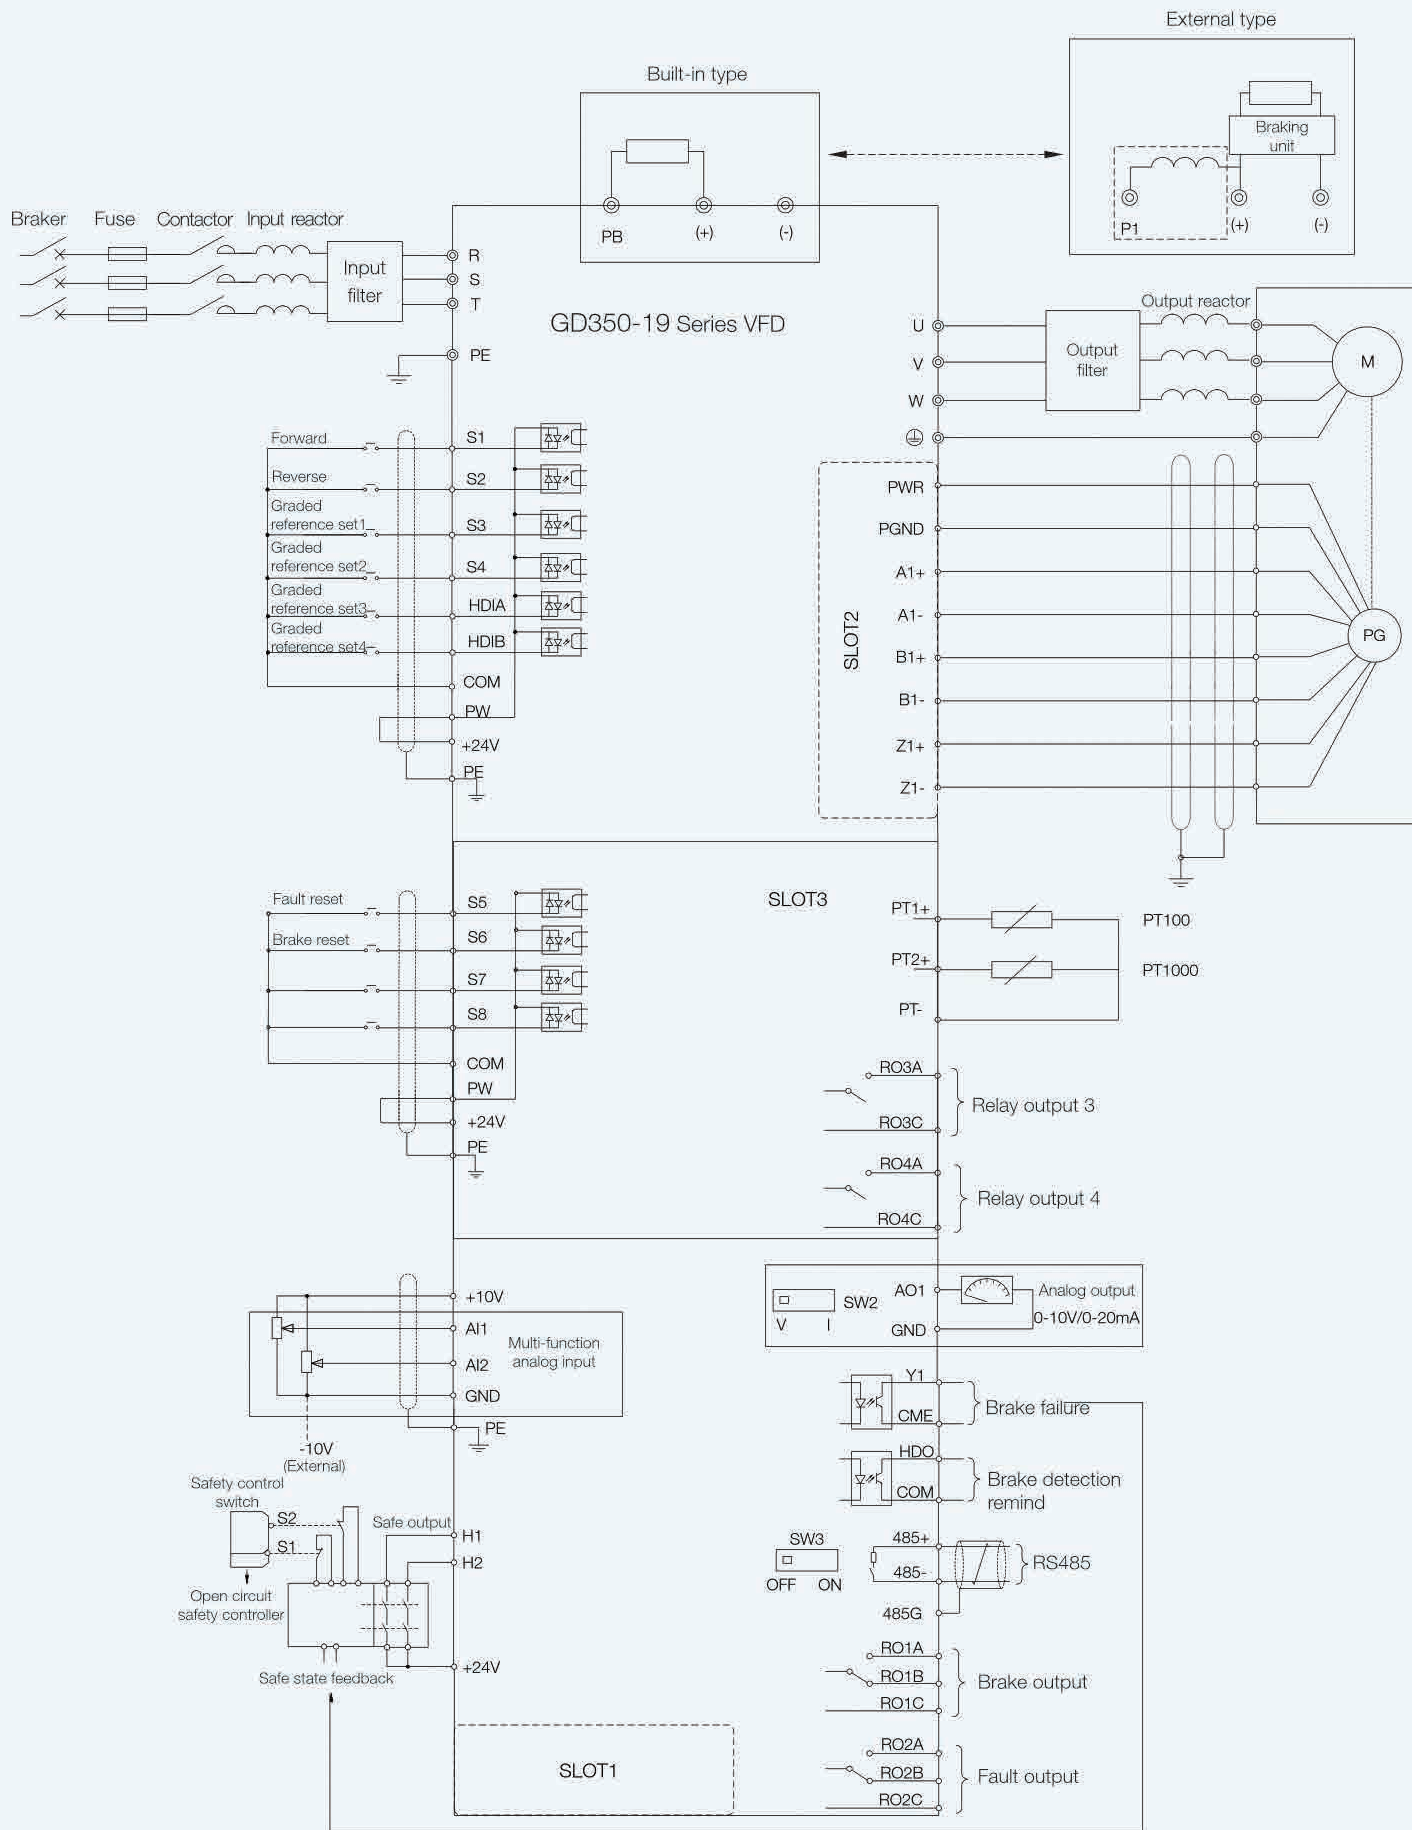 External type
Built-in type
Braking
unit
P1
(+)
(-)
PB
(+)
(-)
Braker
Fuse
Contactor
Input reactor
Input
filter
R
S
T
PE
GD350-19 Series VFD
U
V
W
Output
filter
Output reactor
M
Forward
S1
Reverse
S2
Graded
reference set1
S3
Graded
reference set2
S4
Graded
reference set3
HDIA
Graded
reference set4
HDIB
COM
PW
+24V
PE
SLOT2
PWR
PGND
A1+
A1-
B1+
B1-
Z1+
Z1-
PG
SLOT3
Fault reset
S5
Brake reset
S6
S7
S8
COM
PW
+24V
PE
PT1+
PT100
PT2+
PT1000
PT-
RO3A
RO3C
Relay output 3
RO4A
RO4C
Relay output 4
+10V
AI1
AI2
GND
PE
Multi-function
analog input
-10V
(External)
SW2
V
I
AO1
GND
Analog output
0-10V/0-20mA
Y1
CME
Brake failure
HDO
COM
Brake detection
remind
Safety control
switch
S2
S1
Safe output
H1
H2
Open circuit
safety controller
Safe state feedback
+24V
SW3
OFF
ON
485+
485-
485G
RS485
RO1A
RO1B
RO1C
Brake output
RO2A
RO2B
RO2C
Fault output
SLOT1